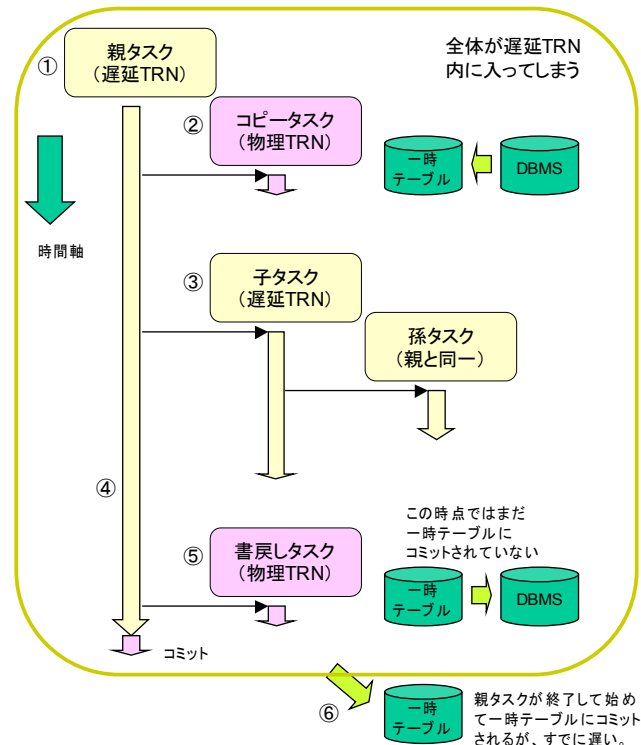 ①
親タスク
（遅延TRN）
全体が遅延TRN
内に入ってしまう
②
コピータスク
（物理TRN）
一時
テーブル
DBMS
時間軸
③
子タスク
（遅延TRN）
孫タスク
（親と同一）
④
この時点ではまだ
一時テーブルに
コミットされていない
⑤
書戻しタスク
（物理TRN）
一時
テーブル
DBMS
コミット
⑥
一時
テーブル
親タスクが終了して始め
て一時テーブルにコミット
されるが、すでに遅い。